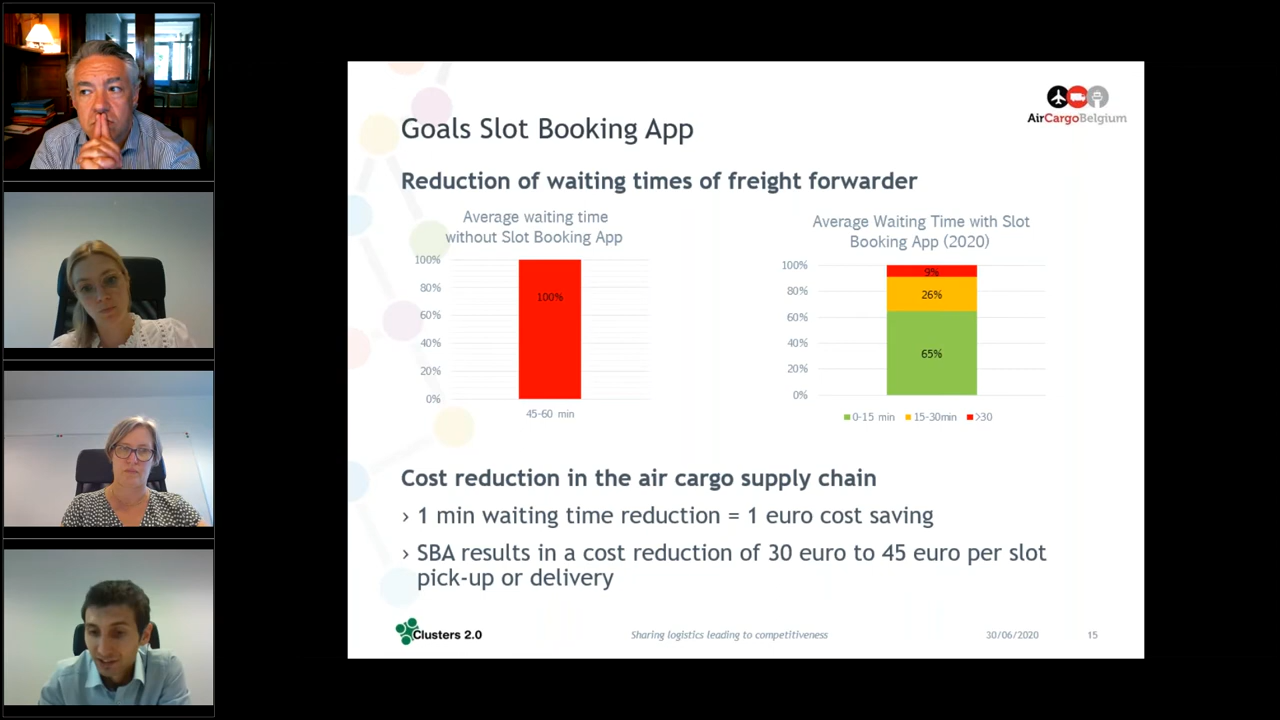 AirCargoBelgium
Goals Slot Booking App
Reduction of waiting times of freight forwarder
Average waiting time
without Slot Booking App
100%
80%
60%
40%
20%
0%
100%
45-60 min
Average Waiting Time with Slot
Booking App (2020)
100%
80%
60%
40%
20%
0%
9%
26%
65%
0-15 min 15-30min >30
Cost reduction in the air cargo supply chain
› 1 min waiting time reduction = 1 euro cost saving
› SBA results in a cost reduction of 30 euro to 45 euro per slot
pick-up or delivery
Clusters 2.0
Sharing logistics leading to competitiveness
30/06/2020
15